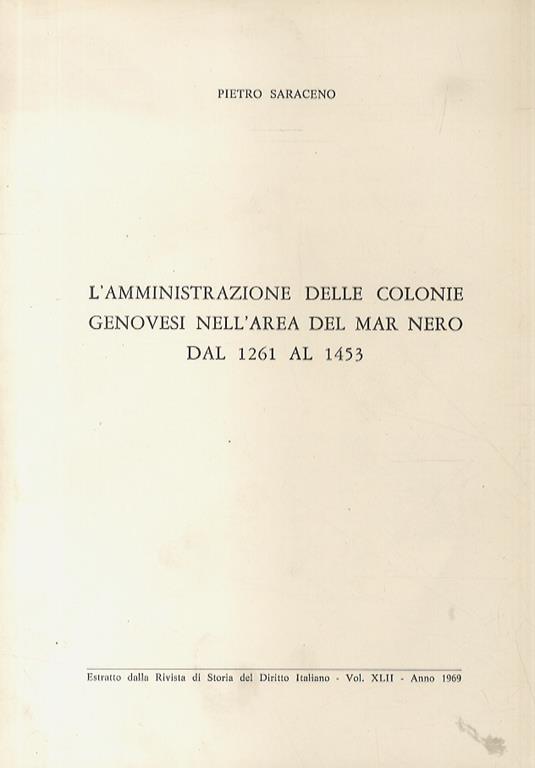 PIETRO SARACENO
L'AMMINISTRAZIONE DELLE COLONIE
GENOVESI NELL'AREA DEL MAR NERO
DAL 1261 AL 1453
Estratto dalla Rivista di Storia del Diritto Italiano - Vol. XLII - Anno 1969